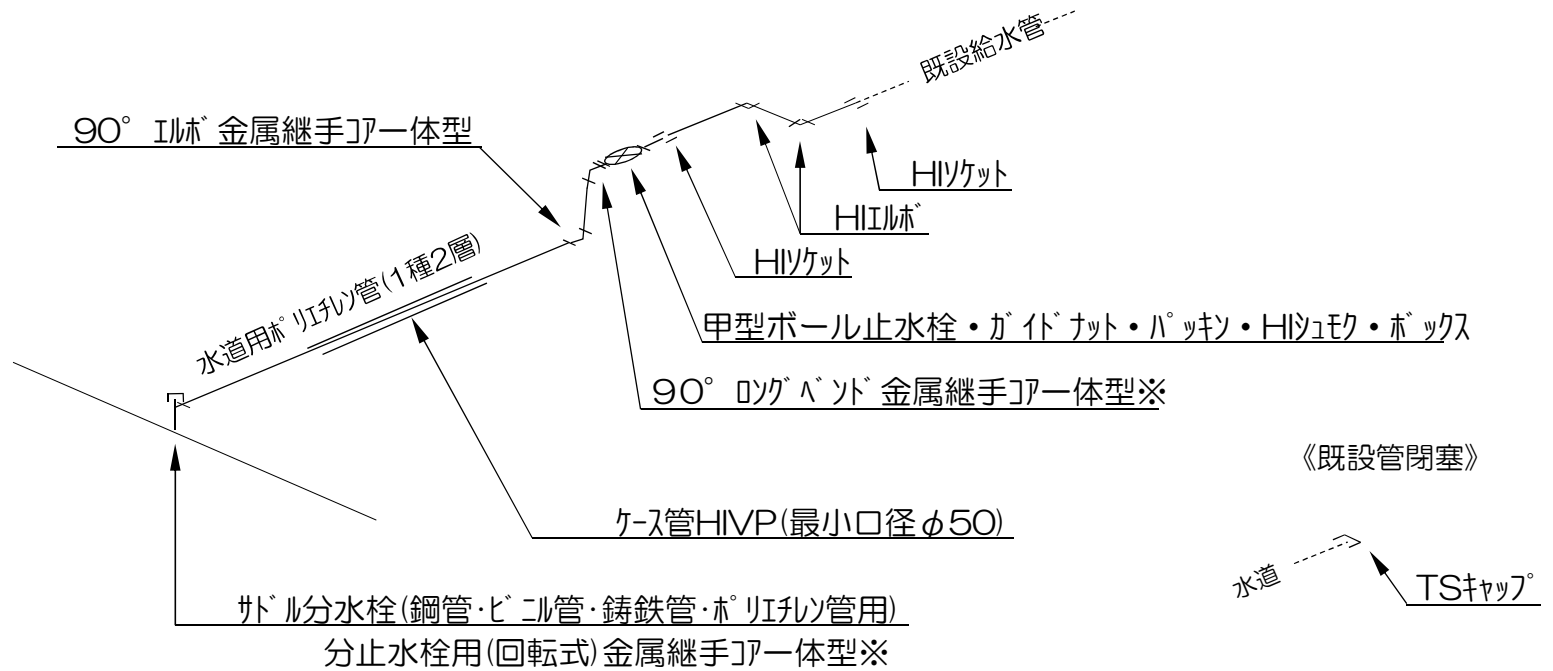 既設給水管
90° ｴﾙﾎﾞ 金属継手ｺｱ一体型
HIｿｹｯﾄ
HIｴﾙﾎﾞ
HIｿｹｯﾄ
水道用ﾎﾟﾘｴﾁﾚﾝ管(1種2層)
甲型ボール止水栓・ｶﾞｲﾄﾞﾅｯﾄ・ﾊﾟｯｷﾝ・HIｼｭﾓｸ・ﾎﾞｯｸｽ
90° ﾛﾝｸﾞﾍﾞﾝﾄﾞ 金属継手ｺｱ一体型※
《既設管閉塞》
ｹｰｽ管HIVP(最小口径φ50)
水道
TSｷｬｯﾌﾟ
ｻﾄﾞﾙ分水栓(鋼管･ﾋﾞﾆﾙ管･鋳鉄管･ﾎﾟﾘｴﾁﾚﾝ管用)
分止水栓用(回転式)金属継手ｺｱ一体型※